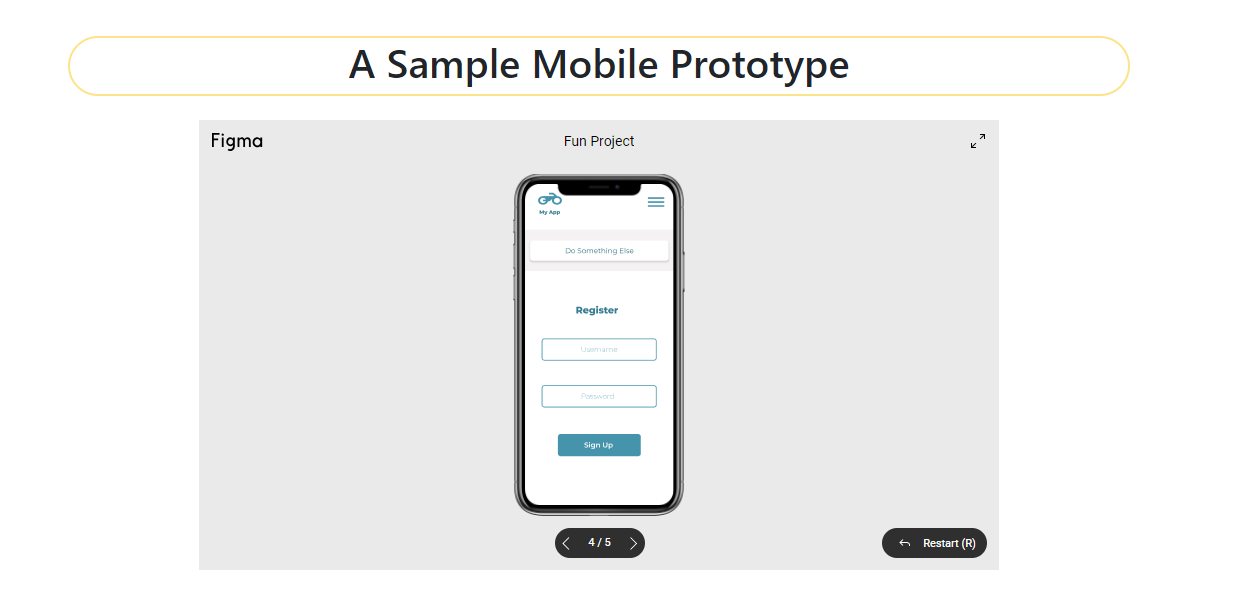 A Sample Mobile Prototype
Figma
Fun Project
My App
Do Something Else
Register
Username
Password
Sign Up
4 / 5
Restart (R)